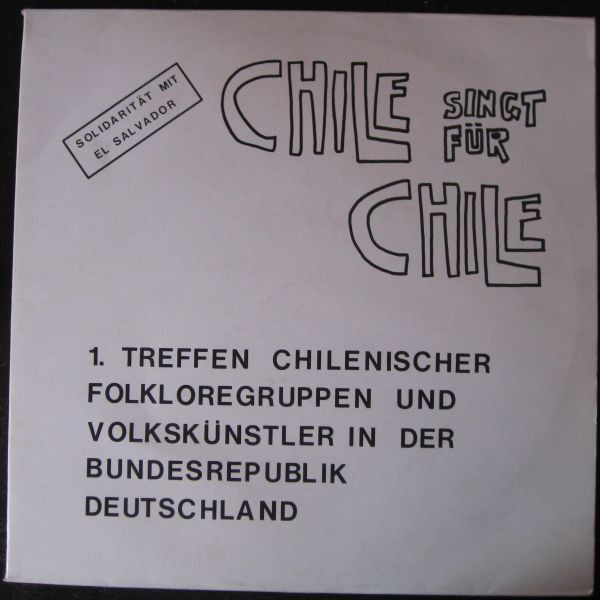 SOLIDARITÄT MIT
EL SALVADOR
CHILE SINGT
FÜR
CHILE
1. TREFFEN CHILENISCHER
FOLKLOREGRUPPEN UND
VOLKSKÜNSTLER IN DER
BUNDESREPUBLIK
DEUTSCHLAND